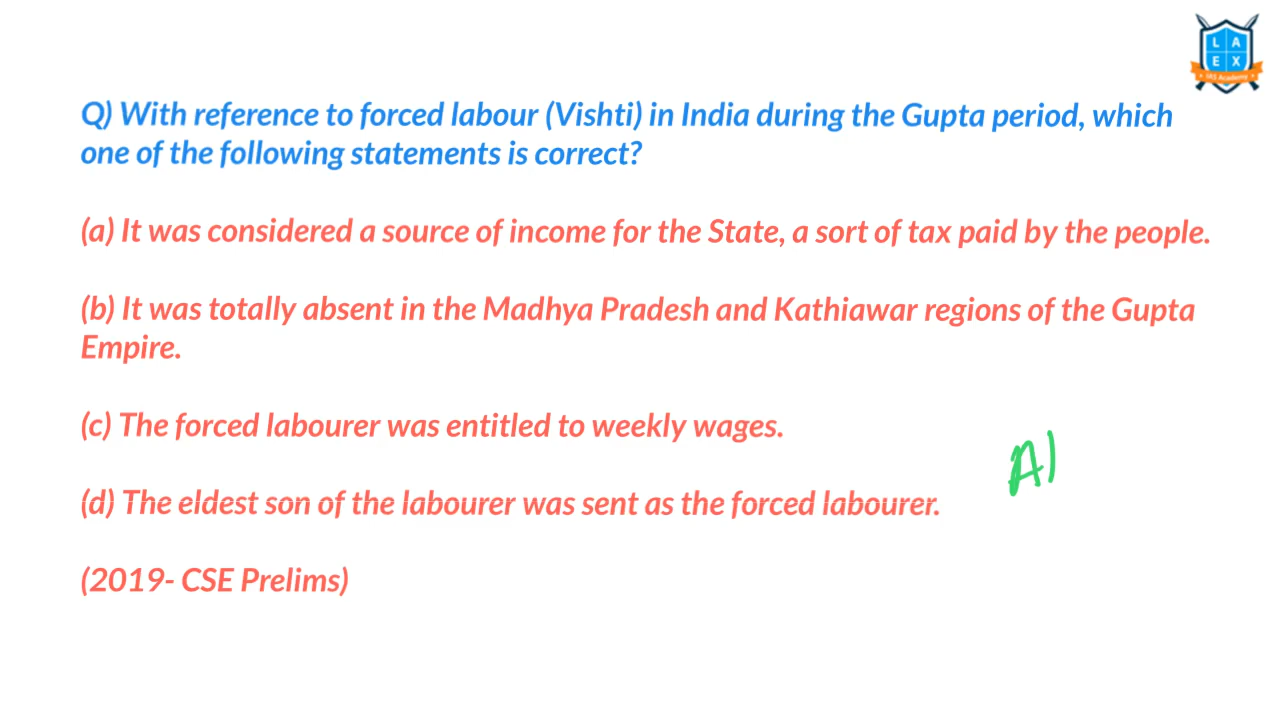 L A
E X
IAS Academy
Q) With reference to forced labour (Vishti) in India during the Gupta period, which
one of the following statements is correct?
(a) It was considered a source of income for the State, a sort of tax paid by the people.
(b) It was totally absent in the Madhya Pradesh and Kathiawar regions of the Gupta
Empire.
(c) The forced labourer was entitled to weekly wages.
(d) The eldest son of the labourer was sent as the forced labourer.
(2019- CSE Prelims)